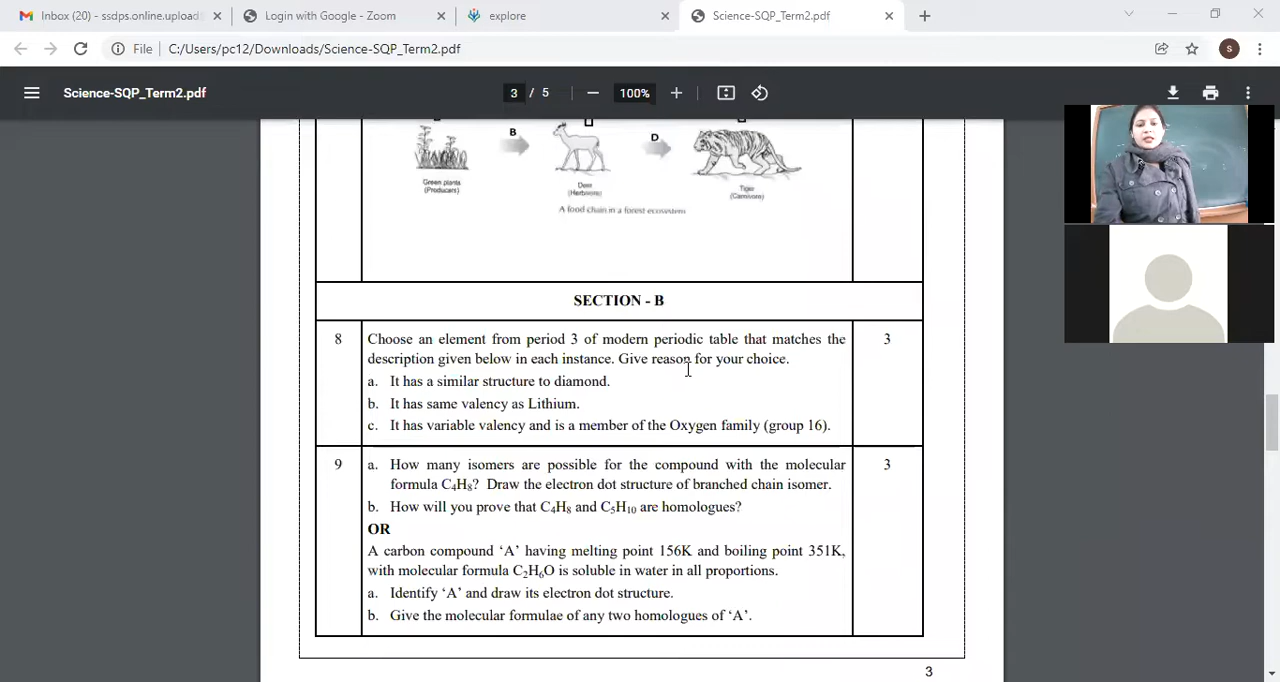 Inbox (20) - ssdps.online.upload
Login with Google - Zoom
explore
Science-SQP_Term2.pdf
File
C:/Users/pc12/Downloads/Science-SQP_Term2.pdf
S
Science-SQP_Term2.pdf
3 / 5
100%
B
D
Green plants
(Producers)
Deer
(Herbivore)
Tiger
(Carnivore)
A food chain in a forest ecosystem
SECTION - B
8
Choose an element from period 3 of modern periodic table that matches the
description given below in each instance. Give reason for your choice.
a. It has a similar structure to diamond.
b. It has same valency as Lithium.
c. It has variable valency and is a member of the Oxygen family (group 16).
3
9
a. How many isomers are possible for the compound with the molecular
formula C₄H₈? Draw the electron dot structure of branched chain isomer.
b. How will you prove that C₄H₈ and C₅H₁₀ are homologues?
OR
A carbon compound ‘A’ having melting point 156K and boiling point 351K,
with molecular formula C₂H₆O is soluble in water in all proportions.
a. Identify ‘A’ and draw its electron dot structure.
b. Give the molecular formulae of any two homologues of ‘A’.
3
3